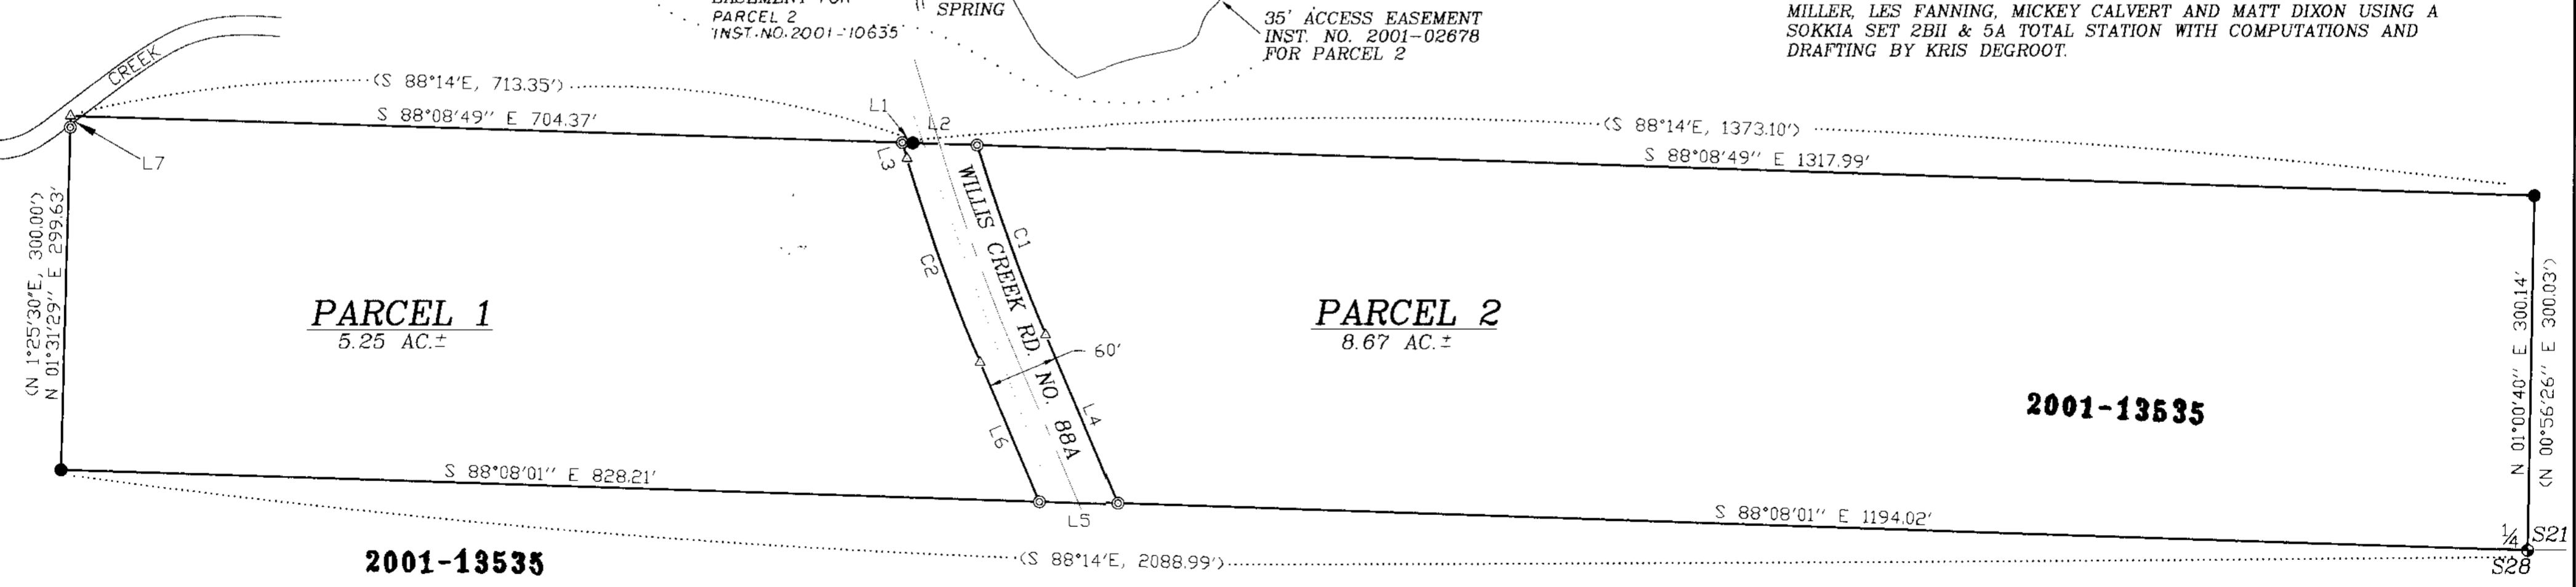 EASEMENT FOR
PARCEL 2
INST.NO.2001-10635
SPRING
35' ACCESS EASEMENT
INST. NO. 2001-02678
FOR PARCEL 2
MILLER, LES FANNING, MICKEY CALVERT AND MATT DIXON USING A
SOKKIA SET 2BII & 5A TOTAL STATION WITH COMPUTATIONS AND
DRAFTING BY KRIS DEGROOT.
CREEK
(S 88°14'E, 713.35')
S 88°08'49" E 704.37'
L1
L2
L3
L7
(S 88°14'E, 1373.10')
S 88°08'49" E 1317.99'
(N 1°25'30"E, 300.00')
N 01°31'29" E 299.63'
PARCEL 1
5.25 AC.±
C2
WILLIS CREEK RD. NO. 88A
C1
60'
L4
L6
PARCEL 2
8.67 AC.±
2001-13535
N 01°00'40" E 300.14'
(N 00°56'26" E 300.03')
S 88°08'01" E 828.21'
L5
S 88°08'01" E 1194.02'
1/4
S21
S28
(S 88°14'E, 2088.99')
2001-13535